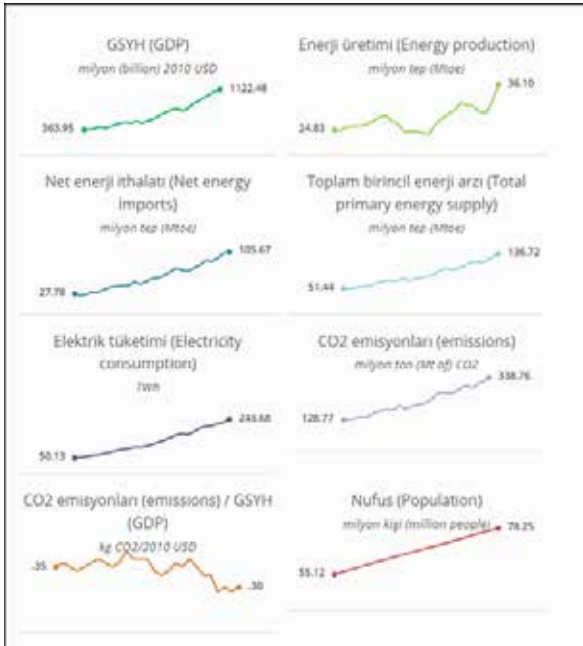 GSYH (GDP)
milyon (billion) 2010 USD
363.95
1122.48
Enerji üretimi (Energy production)
milyon tep (Mtoe)
24.83
36.10
Net enerji ithalatı (Net energy
imports)
milyon tep (Mtoe)
27.78
105.67
Toplam birincil enerji arzı (Total
primary energy supply)
milyon tep (Mtoe)
51.44
136.72
Elektrik tüketimi (Electricity
consumption)
TWh
50.13
243.68
CO2 emisyonları (emissions)
milyon ton (Mt of) CO2
128.77
338.76
CO2 emisyonları (emissions) / GSYH
(GDP)
kg CO2/2010 USD
.35
.30
Nufus (Population)
milyon kişi (million people)
55.12
78.25